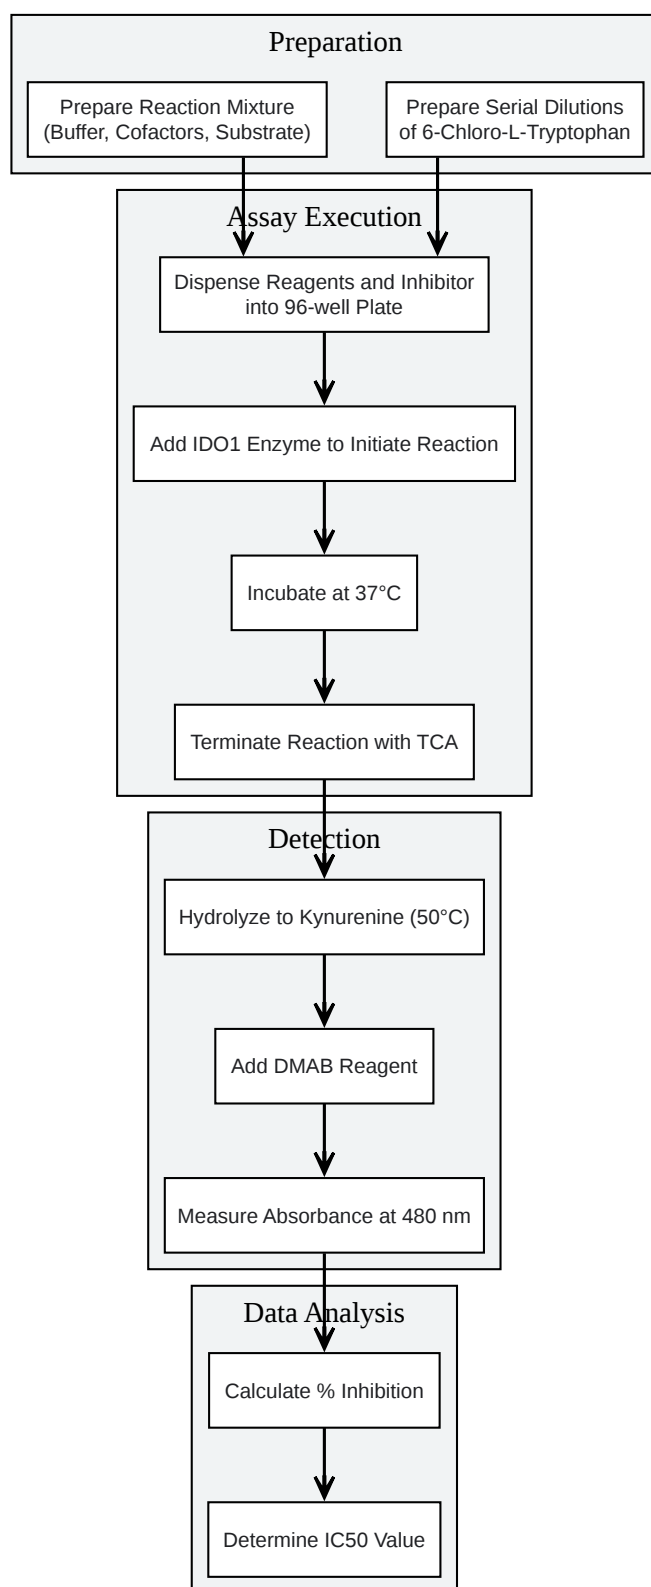 Preparation
Prepare Reaction Mixture
(Buffer, Cofactors, Substrate)
Prepare Serial Dilutions
of 6-Chloro-L-Tryptophan
Assay Execution
Dispense Reagents and Inhibitor
into 96-well Plate
Add IDO1 Enzyme to Initiate Reaction
Incubate at 37°C
Terminate Reaction with TCA
Detection
Hydrolyze to Kynurenine (50°C)
Add DMAB Reagent
Measure Absorbance at 480 nm
Data Analysis
Calculate % Inhibition
Determine IC50 Value